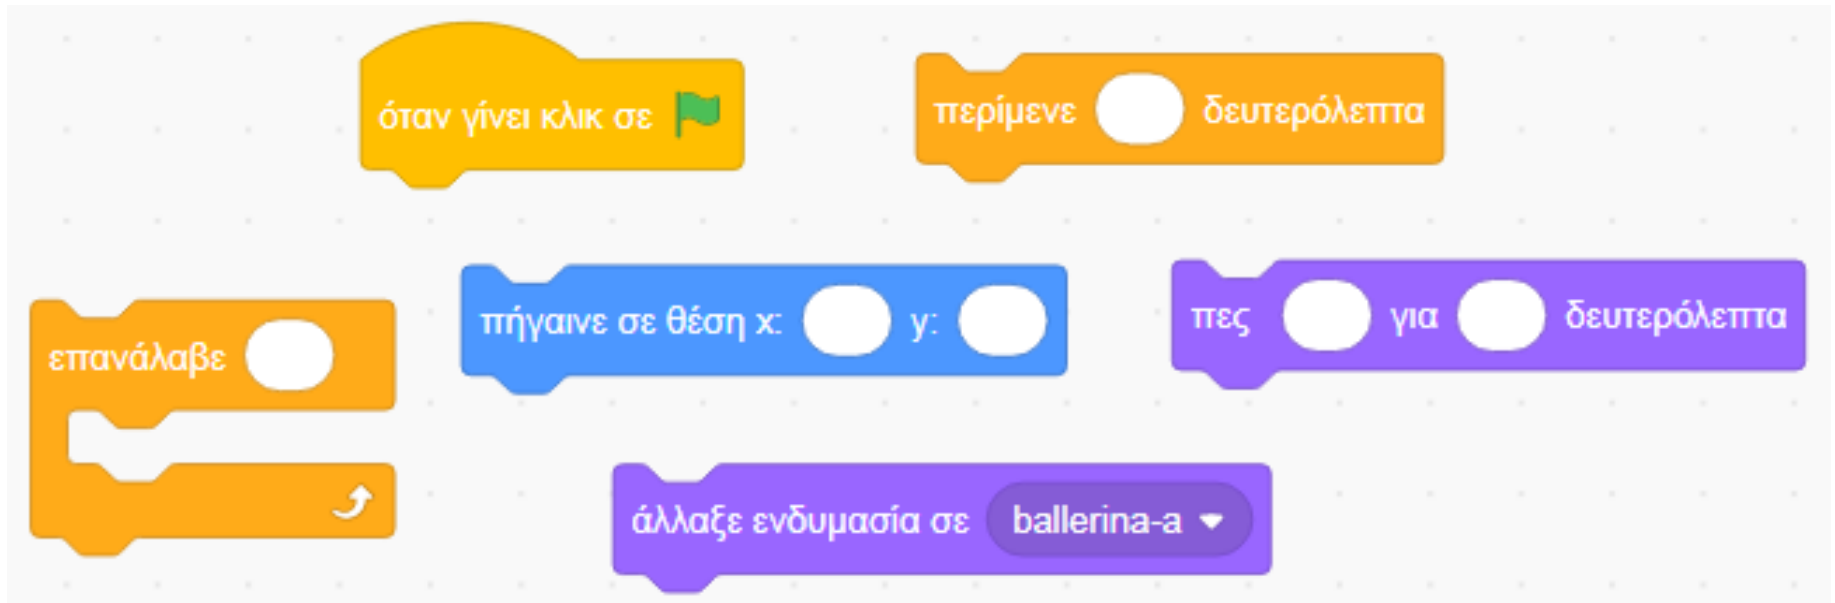 όταν γίνει κλικ σε
περίμενε δευτερόλεπτα
επανάλαβε
πήγαινε σε θέση x: y:
πες για δευτερόλεπτα
άλλαξε ενδυμασία σε ballerina-a